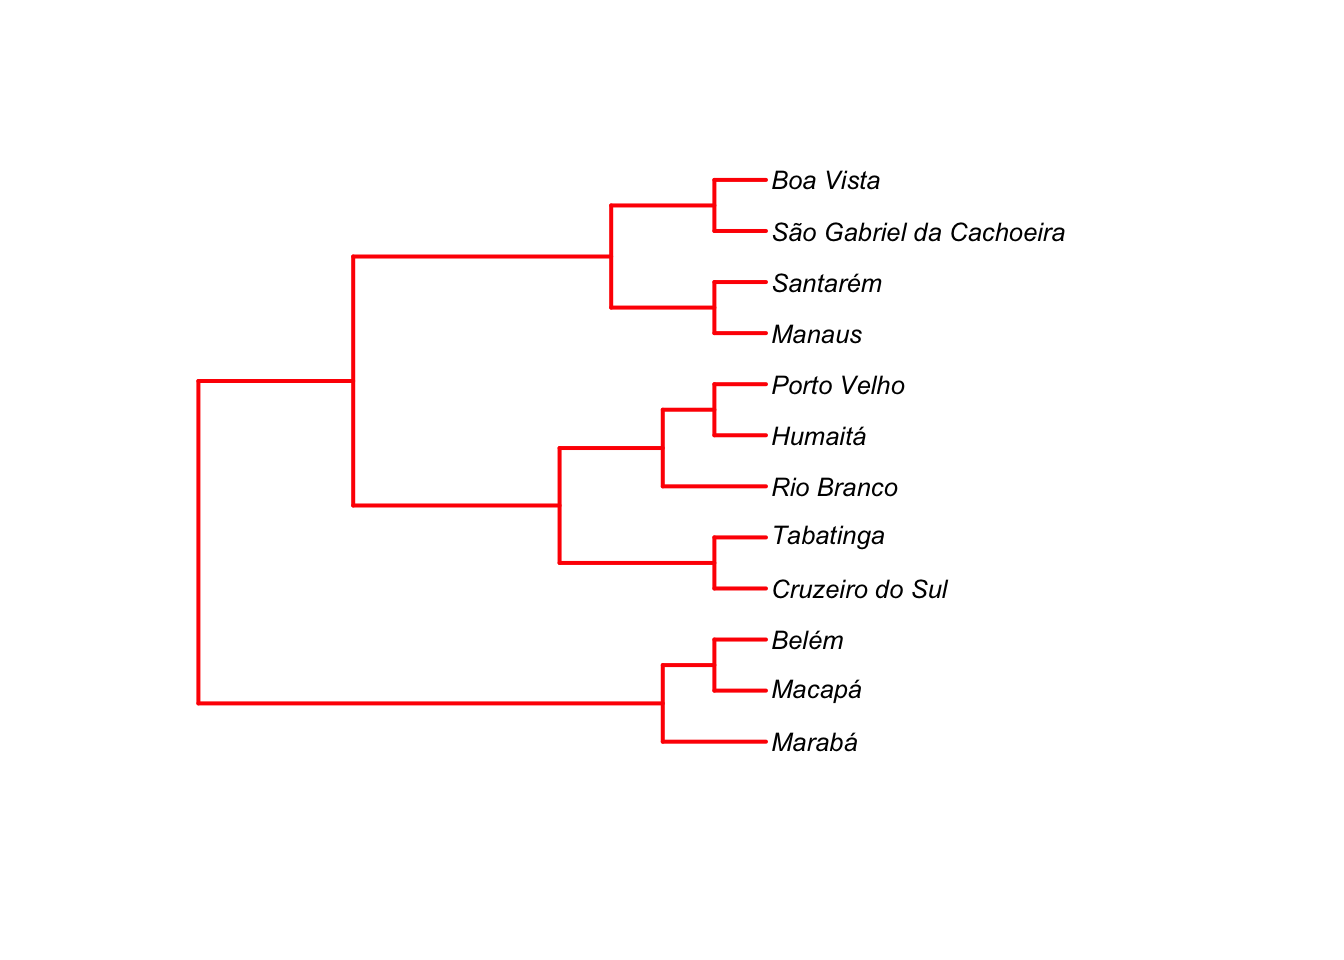 Boa Vista
São Gabriel da Cachoeira
Santarém
Manaus
Porto Velho
Humaitá
Rio Branco
Tabatinga
Cruzeiro do Sul
Belém
Macapá
Marabá